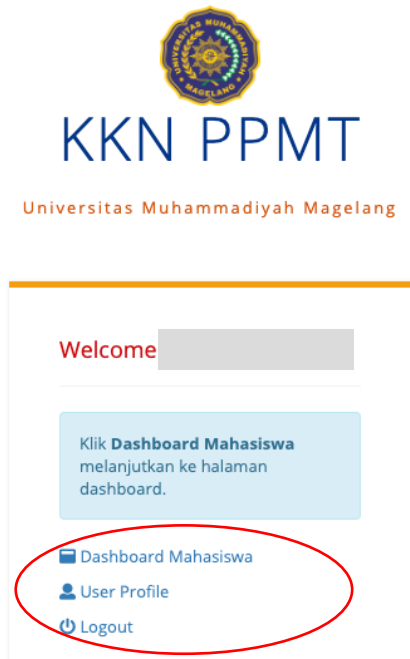 UNIVERSITAS MUHAMMADIYAH
MAGELANG
KKN PPMT
Universitas Muhammadiyah Magelang
Welcome
Klik Dashboard Mahasiswa
melanjutkan ke halaman
dashboard.
Dashboard Mahasiswa
User Profile
Logout